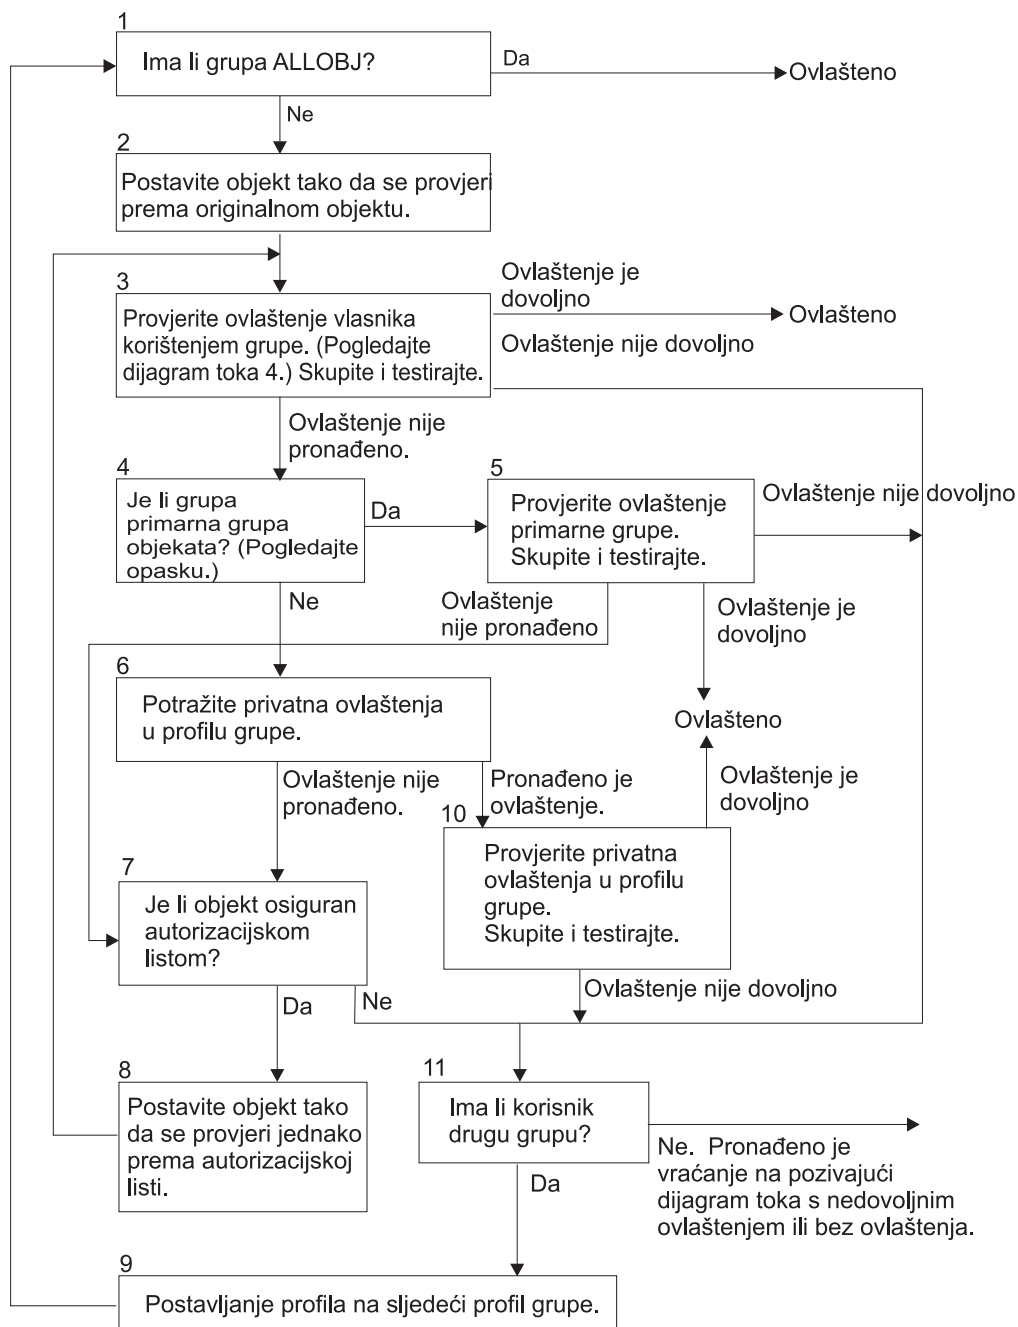 1
Ima li grupa ALLOBJ?
Da
Ovlašteno
Ne
2
Postavite objekt tako da se provjeri
prema originalnom objektu.
3
Provjerite ovlaštenje vlasnika
korištenjem grupe. (Pogledajte
dijagram toka 4.) Skupite i testirajte.
Ovlaštenje je
dovoljno
Ovlašteno
Ovlaštenje nije dovoljno
Ovlaštenje nije
pronađeno.
4
Je li grupa
primarna grupa
objekata? (Pogledajte
opasku.)
Da
5
Provjerite ovlaštenje
primarne grupe.
Skupite i testirajte.
Ovlaštenje nije dovoljno
Ne
Ovlaštenje
nije pronađeno
Ovlaštenje je
dovoljno
6
Potražite privatna ovlaštenja
u profilu grupe.
Ovlašteno
Ovlaštenje nije
pronađeno.
Pronađeno je
ovlaštenje.
Ovlaštenje je
dovoljno
10
Provjerite privatna
ovlaštenja u profilu
grupe.
Skupite i testirajte.
7
Je li objekt osiguran
autorizacijskom
listom?
Da
Ne
Ovlaštenje nije dovoljno
8
Postavite objekt tako
da se provjeri jednako
prema autorizacijskoj
listi.
11
Ima li korisnik
drugu grupu?
Ne. Pronađeno je
vraćanje na pozivajući
dijagram toka s nedovoljnim
ovlaštenjem ili bez ovlaštenja.
Da
9
Postavljanje profila na sljedeći profil grupe.